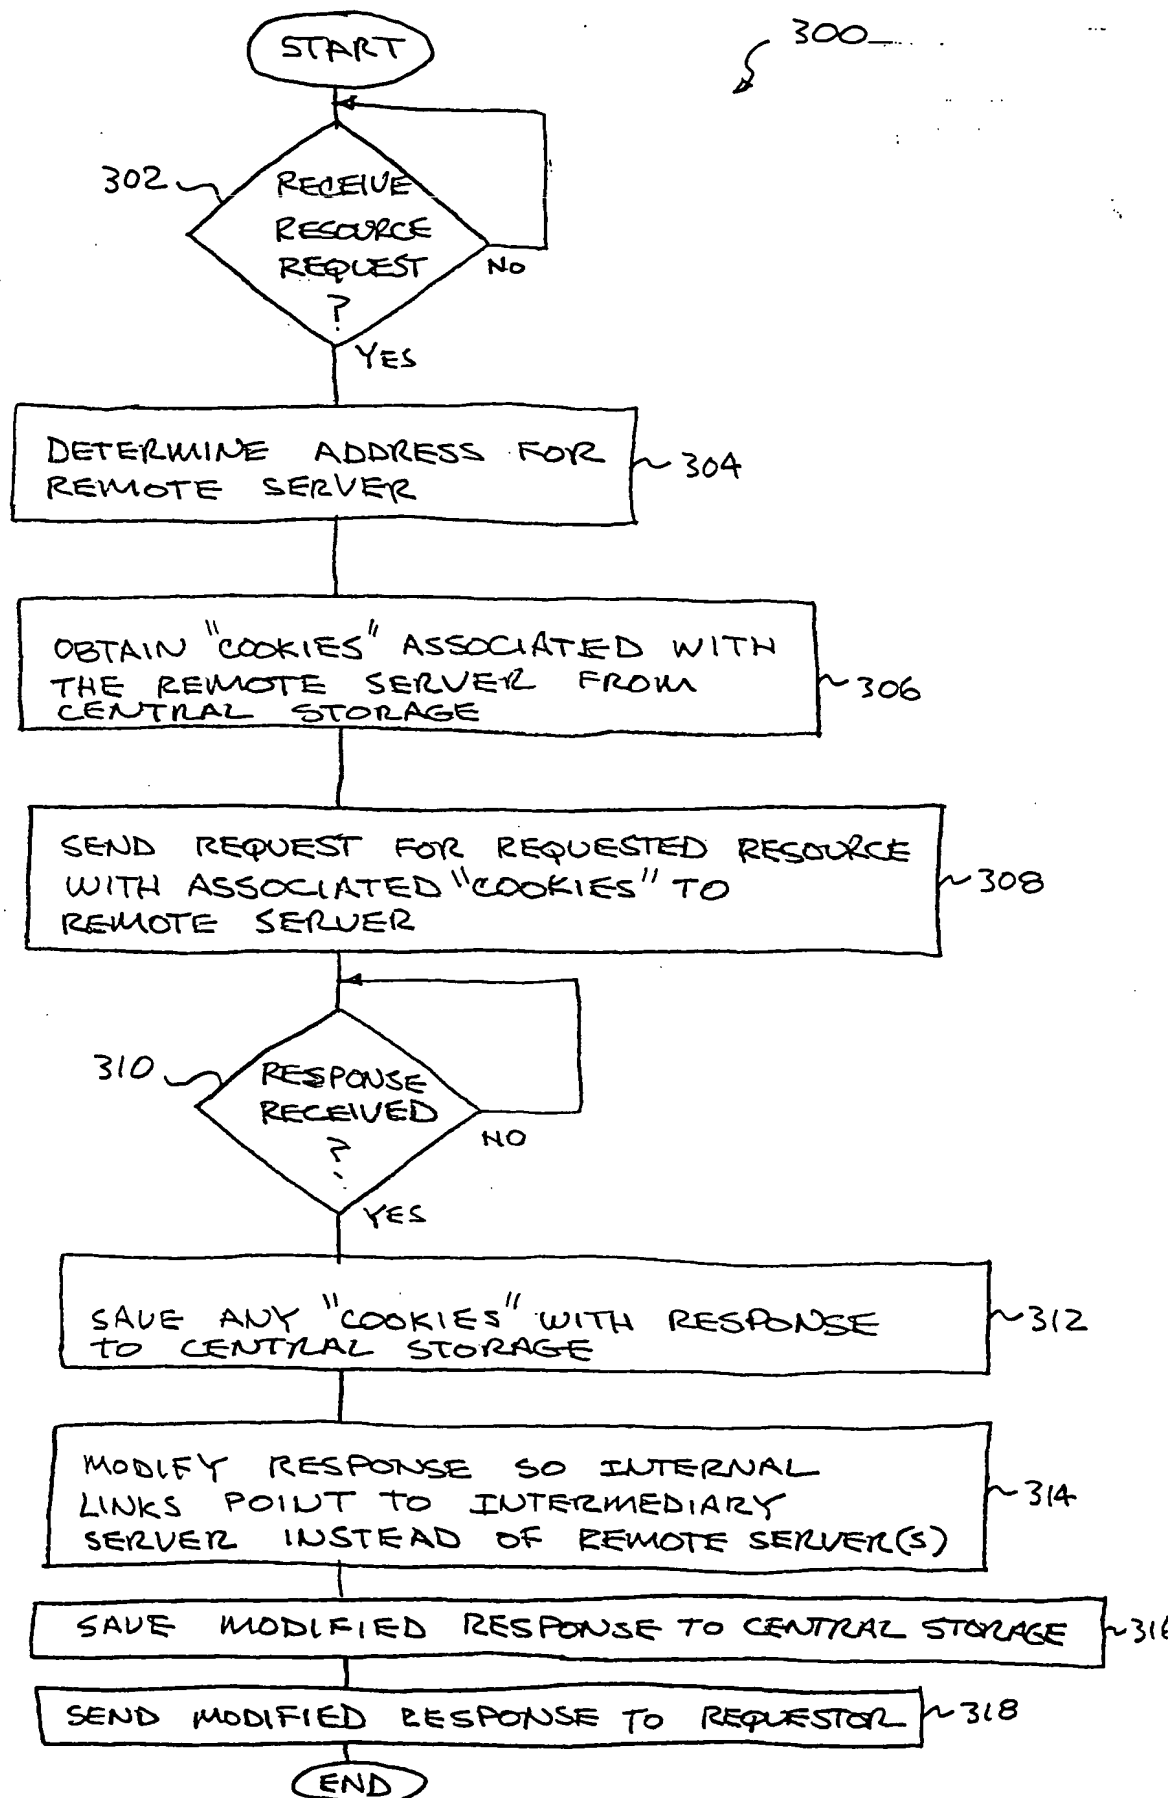 START
300
302
RECEIVE
RESOURCE
REQUEST
?
NO
YES
DETERMINE ADDRESS FOR
REMOTE SERVER
304
OBTAIN "COOKIES" ASSOCIATED WITH
THE REMOTE SERVER FROM
CENTRAL STORAGE
306
SEND REQUEST FOR REQUESTED RESOURCE
WITH ASSOCIATED "COOKIES" TO
REMOTE SERVER
308
310
RESPONSE
RECEIVED
?
NO
YES
SAVE ANY "COOKIES" WITH RESPONSE
TO CENTRAL STORAGE
312
MODIFY RESPONSE SO INTERNAL
LINKS POINT TO INTERMEDIARY
SERVER INSTEAD OF REMOTE SERVER(S)
314
SAVE MODIFIED RESPONSE TO CENTRAL STORAGE
316
SEND MODIFIED RESPONSE TO REQUESTOR
318
END